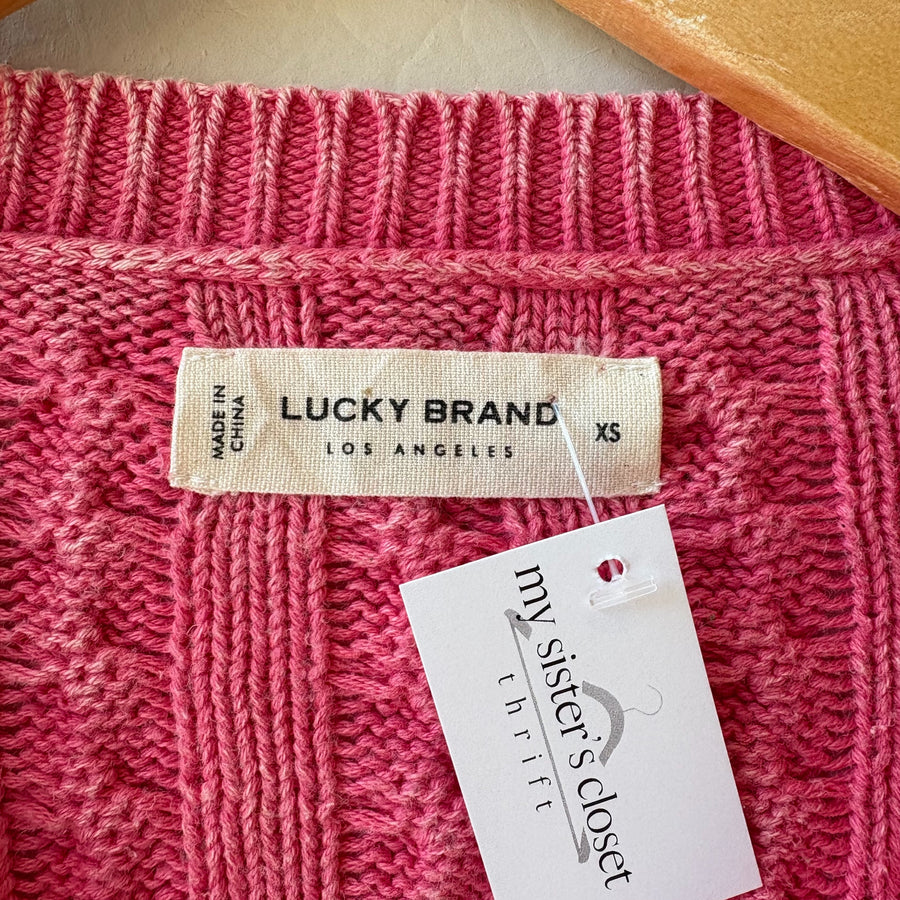 MADE IN
CHINA
LUCKY BRAND
LOS ANGELES
XS
my sister's closet
thrift